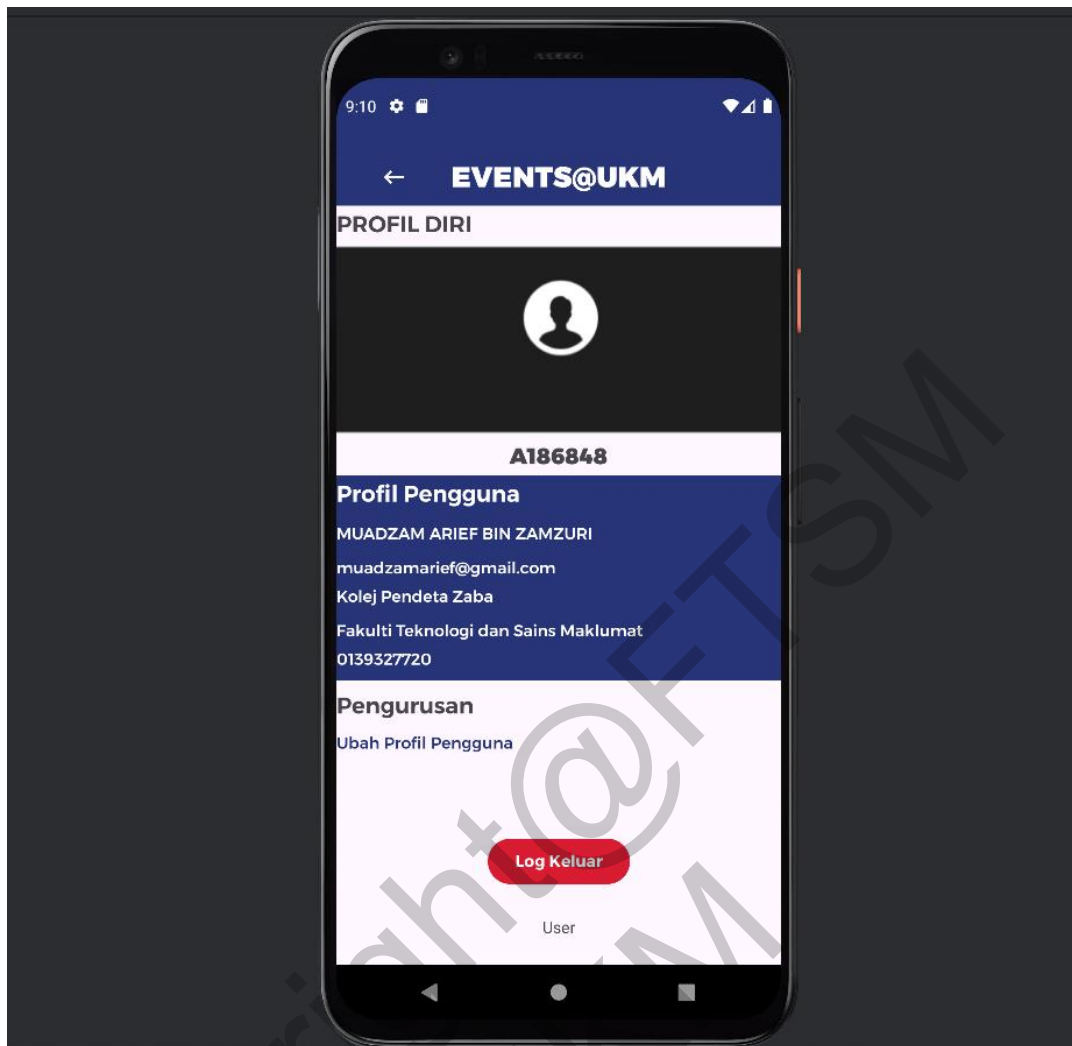 9:10
EVENTS@UKM
PROFIL DIRI
A186848
Profil Pengguna
MUADZAM ARIEF BIN ZAMZURI
muadzamarief@gmail.com
Kolej Pendeta Zaba
Fakulti Teknologi dan Sains Maklumat
0139327720
Pengurusan
Ubah Profil Pengguna
Log Keluar
User